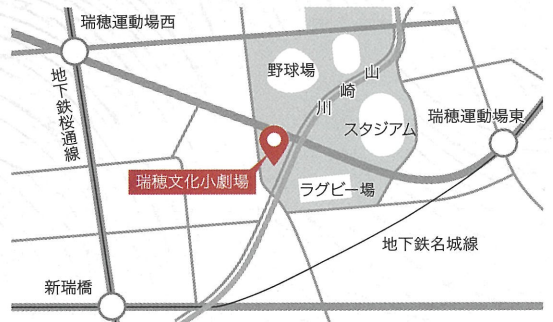 瑞穂運動場西
地下鉄桜通線
野球場
山崎川
スタジアム
瑞穂運動場東
瑞穂文化小劇場
ラグビー場
地下鉄名城線
新瑞橋